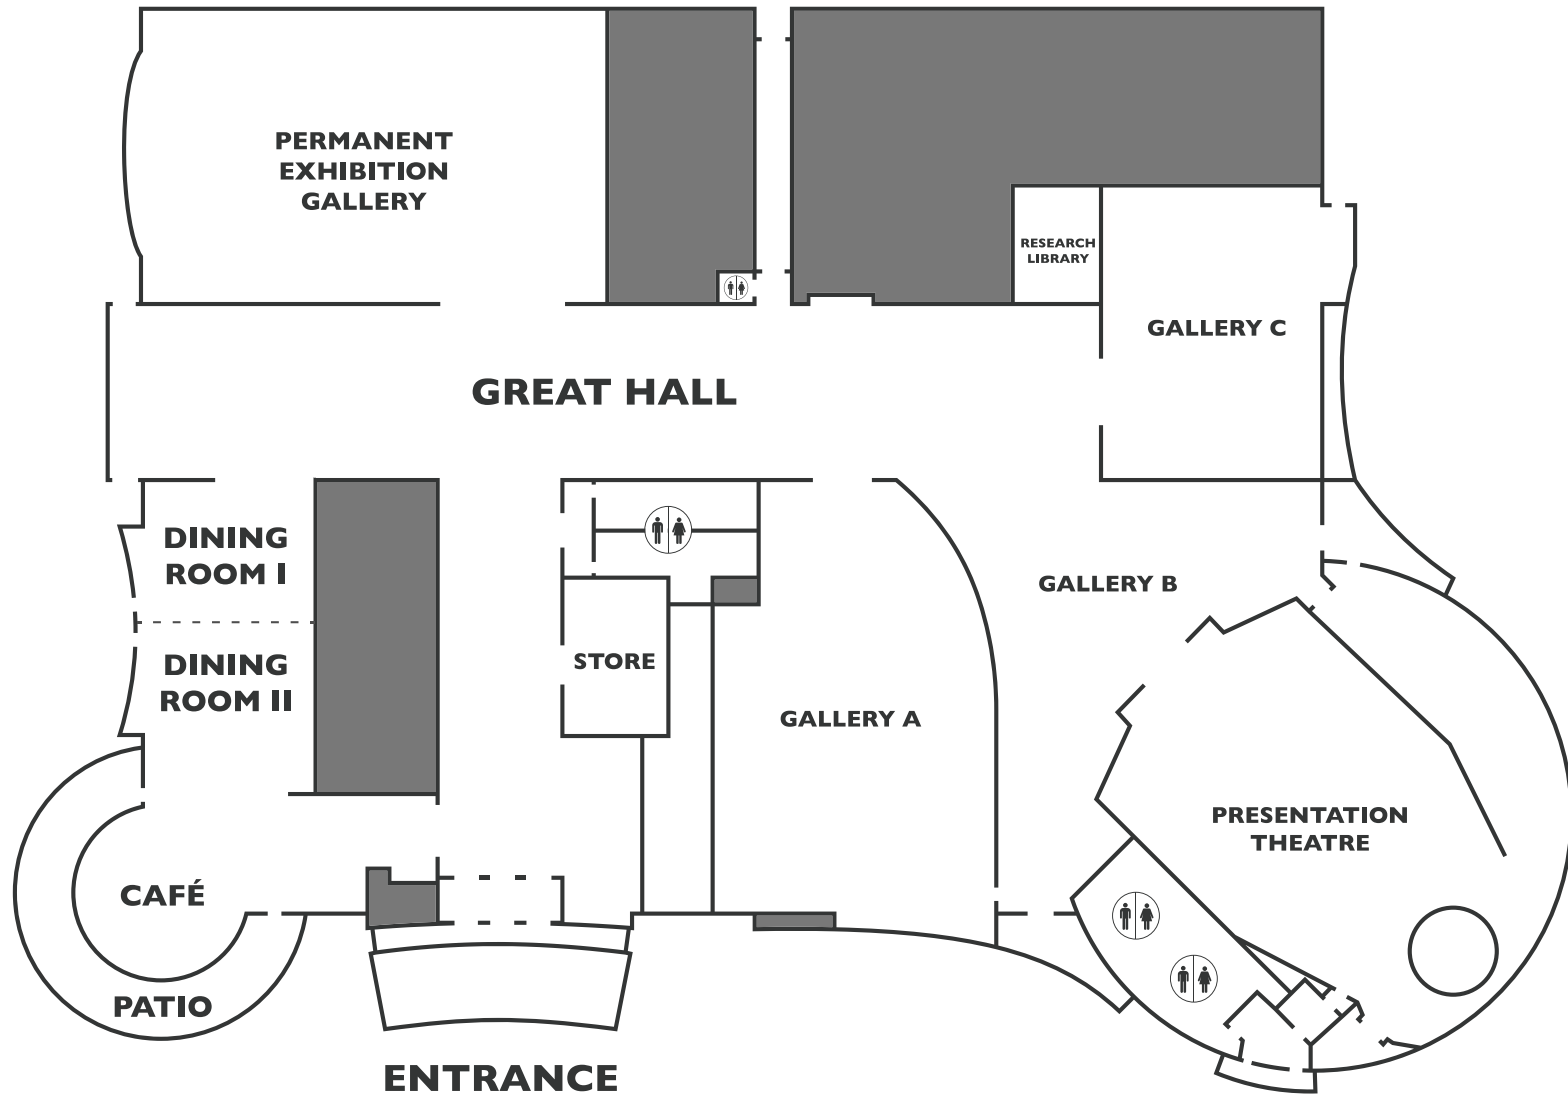 PERMANENT
EXHIBITION
GALLERY
RESEARCH
LIBRARY
GALLERY C
GREAT HALL
DINING
ROOM I
GALLERY B
DINING
ROOM II
STORE
GALLERY A
PRESENTATION
THEATRE
CAFÉ
PATIO
ENTRANCE